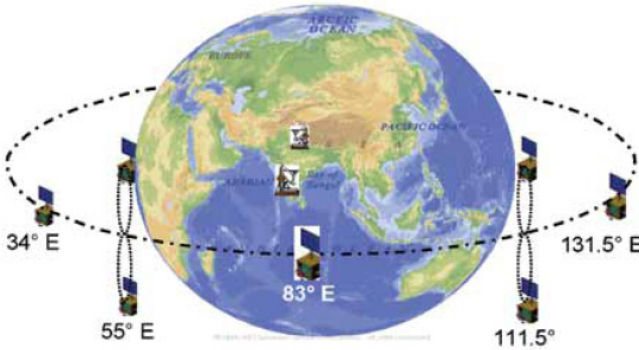 ARCTIC
OCEAN
EUROPE
PACIFIC OCEAN
ARABIAN
Bay of
Bengal
34° E
131.5° E
83° E
55° E
111.5°